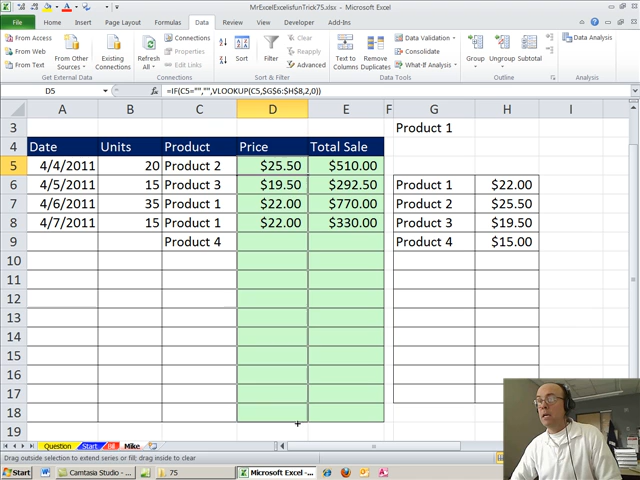 MrExcelExcelisfunTrick75.xlsx - Microsoft Excel
File Home Insert Page Layout Formulas Data Review View Developer Add-Ins
From Access
From Web
From Text
From Other Sources
Existing Connections
Get External Data
Refresh All
Connections
Properties
Edit Links
Connections
Sort
Filter
Clear
Reapply
Advanced
Sort & Filter
Text to Columns
Remove Duplicates
Data Validation
Consolidate
What-If Analysis
Data Tools
Group
Ungroup
Subtotal
Outline
Data Analysis
Analysis
D5 fx =IF(C5="","",VLOOKUP(C5,$G$6:$H$8,2,0))
A B C D E F G H I
3 Product 1
4 Date Units Product Price Total Sale
5 4/4/2011 20 Product 2 $25.50 $510.00
6 4/5/2011 15 Product 3 $19.50 $292.50 Product 1 $22.00
7 4/6/2011 35 Product 1 $22.00 $770.00 Product 2 $25.50
8 4/7/2011 15 Product 1 $22.00 $330.00 Product 3 $19.50
9 Product 4 Product 4 $15.00
10
11
12
13
14
15
16
17
18
19
Question Start Bill Mike
Drag outside selection to extend series or fill; drag inside to clear
Start Camtasia Studio - ... 75 Microsoft Excel -...